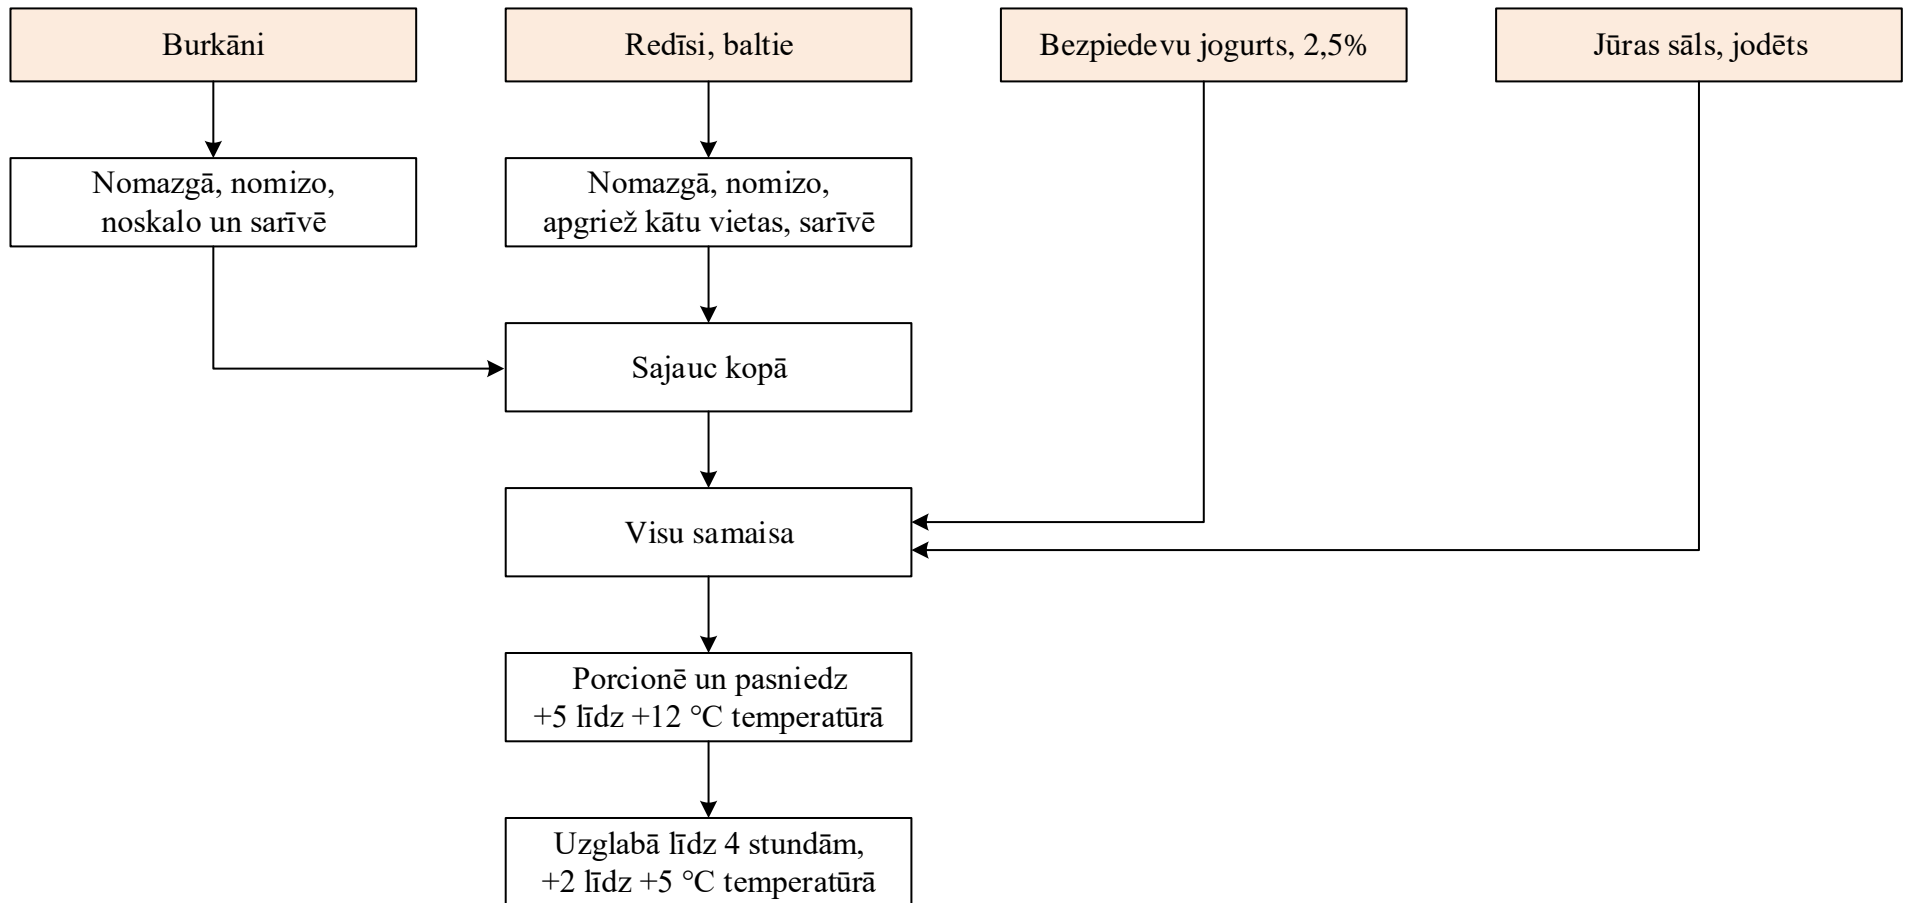 Burkāni
Redīsi, baltie
Bezpiedevu jogurts, 2,5%
Jūras sāls, jodēts
Nomazgā, nomizo,
noskalo un sarīvē
Nomazgā, nomizo,
apgriež kātu vietas, sarīvē
Sajauc kopā
Visu samaisa
Porcionē un pasniedz
+5 līdz +12 °C temperatūrā
Uzglabā līdz 4 stundām,
+2 līdz +5 °C temperatūrā